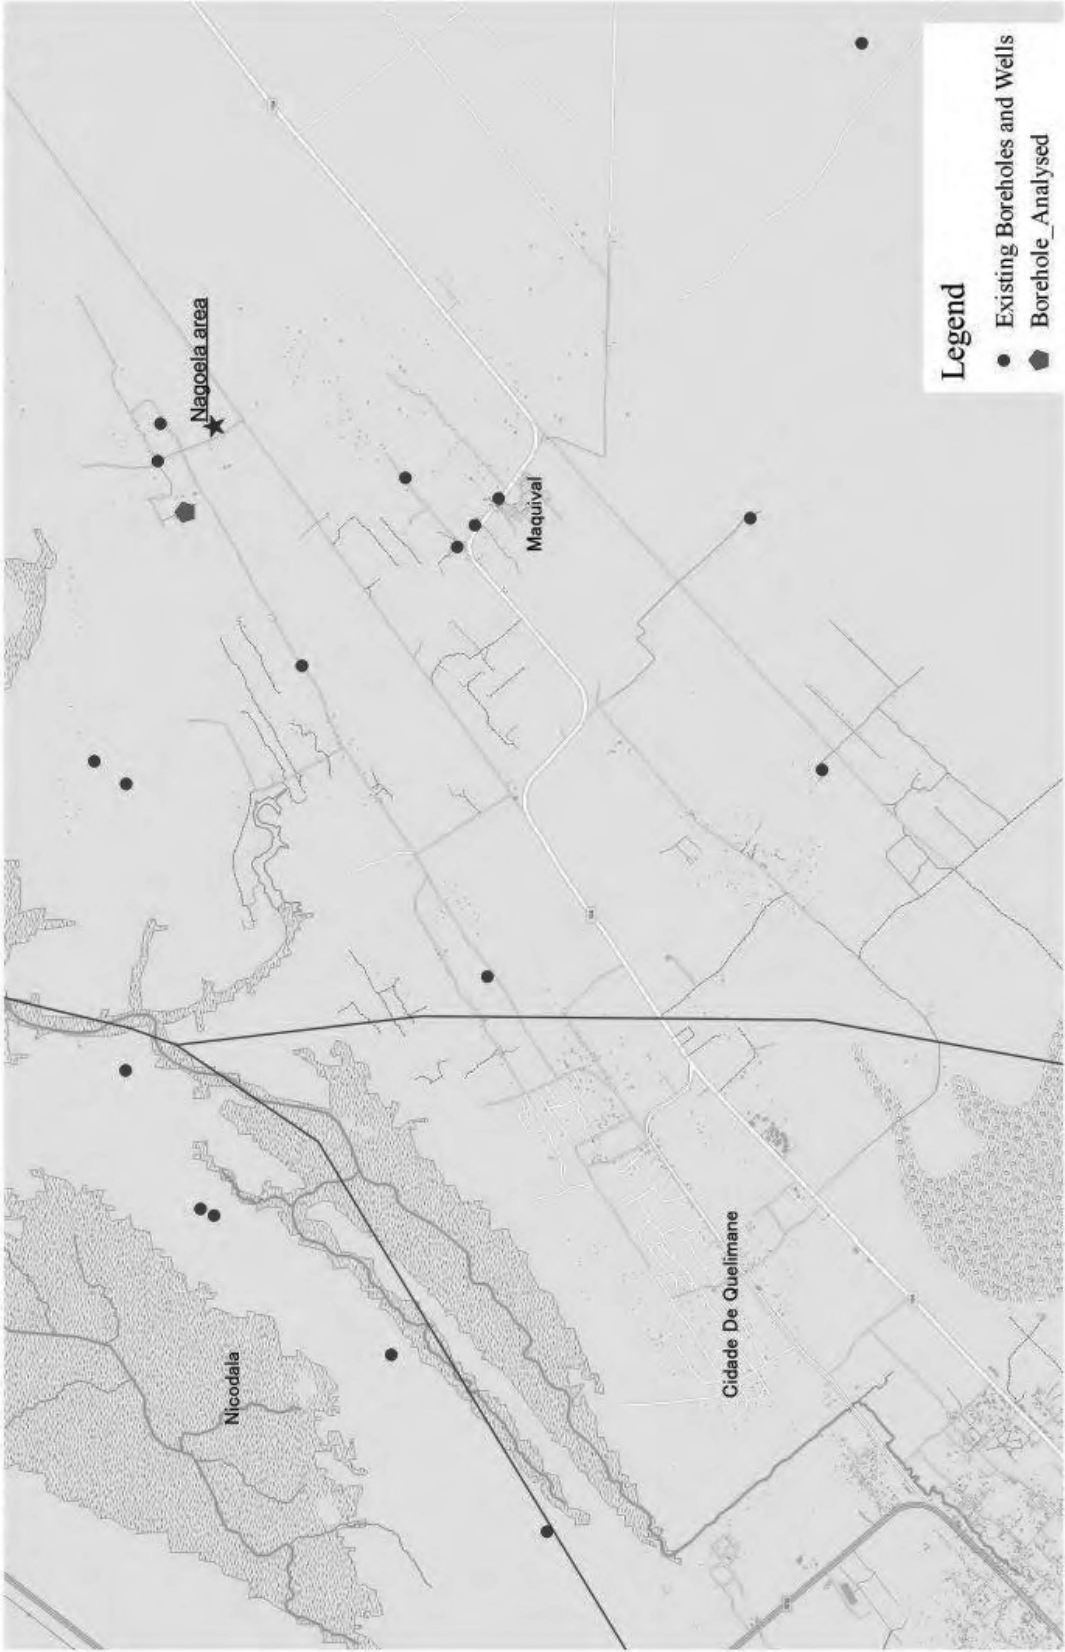 Nagoela area
Maquival
Nicodala
Cidade De Quelimane
Legend
Existing Boreholes and Wells
Borehole_Analysed